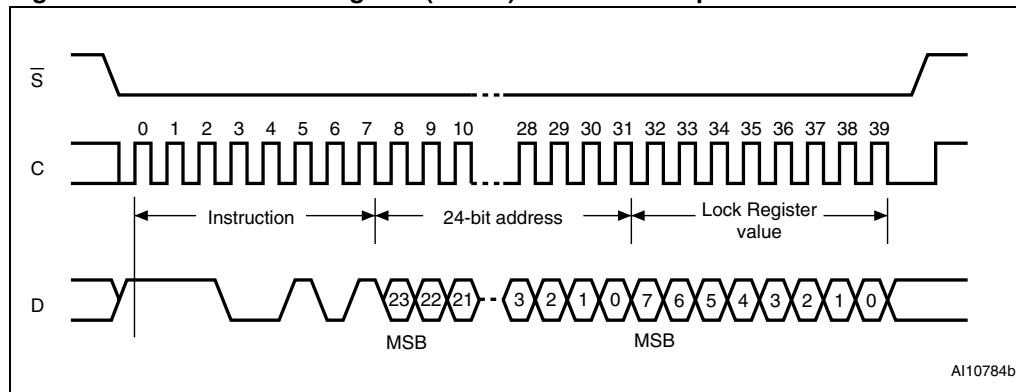 S
0 1 2 3 4 5 6 7 8 9 10 28 29 30 31 32 33 34 35 36 37 38 39
C
Instruction 24-bit address Lock Register
value
D 23 22 21 3 2 1 0 7 6 5 4 3 2 1 0
MSB MSB
AI10784b